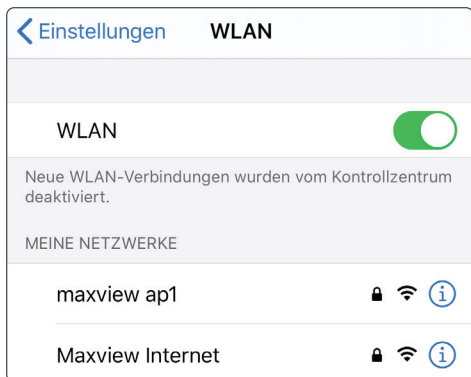 Einstellungen WLAN
WLAN
Neue WLAN-Verbindungen wurden vom Kontrollzentrum
deaktiviert.
MEINE NETZWERKE
maxview ap1
Maxview Internet